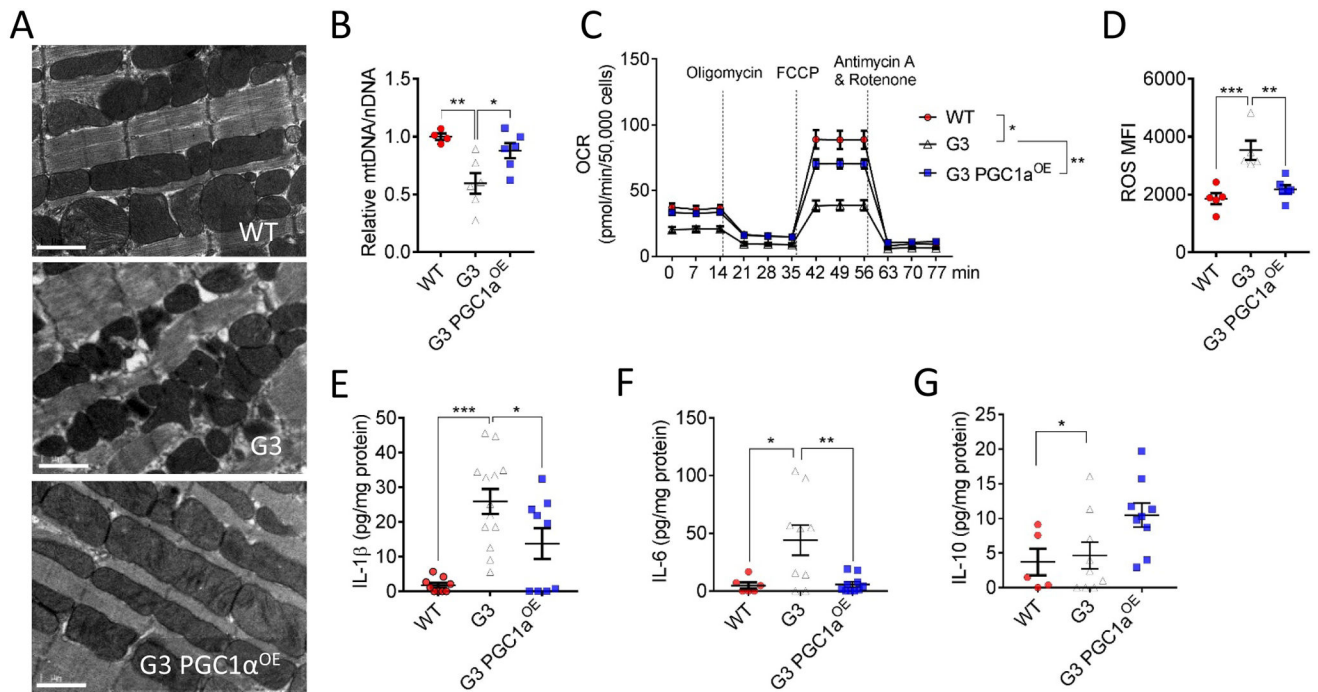 A
WT
G3
G3 PGC1α^OE
B
Relative mtDNA/nDNA
1.5
1.0
0.5
0.0
** *
WT
G3
G3 PGC1a^OE
C
OCR
(pmol/min/50,000 cells)
150
100
50
0
Oligomycin
FCCP
Antimycin A
& Rotenone
0 7 14 21 28 35 42 49 56 63 70 77 min
WT
G3
G3 PGC1a^OE
*
**
D
ROS MFI
6000
4000
2000
0
*** **
WT
G3
G3 PGC1a^OE
E
IL-1β (pg/mg protein)
50
40
30
20
10
0
*** *
WT
G3
G3 PGC1a^OE
F
IL-6 (pg/mg protein)
150
100
50
0
* **
WT
G3
G3 PGC1a^OE
G
IL-10 (pg/mg protein)
25
20
15
10
5
0
*
WT
G3
G3 PGC1a^OE